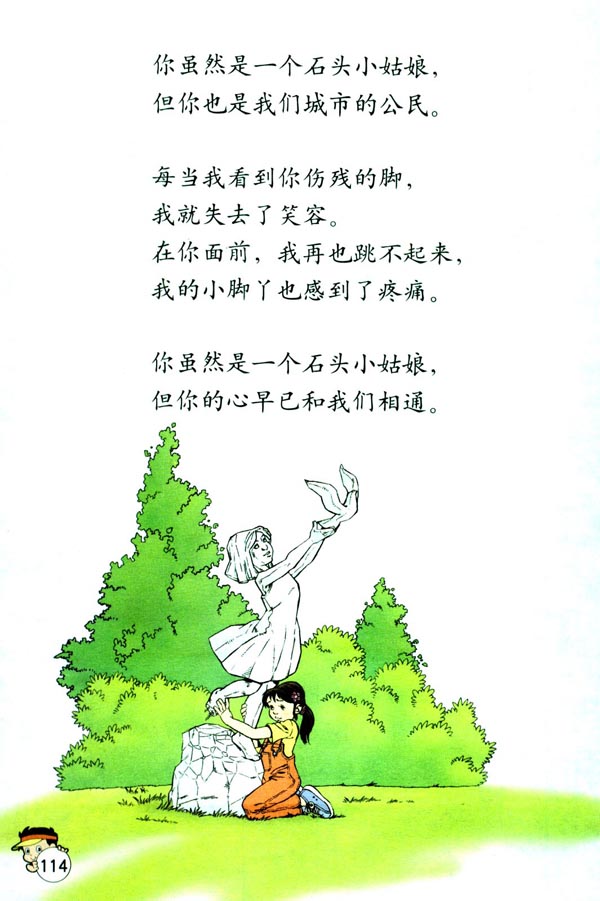 你虽然是一个石头小姑娘，
但你也是我们城市的公民。
每当我看到你伤残的脚，
我就失去了笑容。
在你面前，我再也跳不起来，
我的小脚丫也感到了疼痛。
你虽然是一个石头小姑娘，
但你的心早已和我们相通。
114